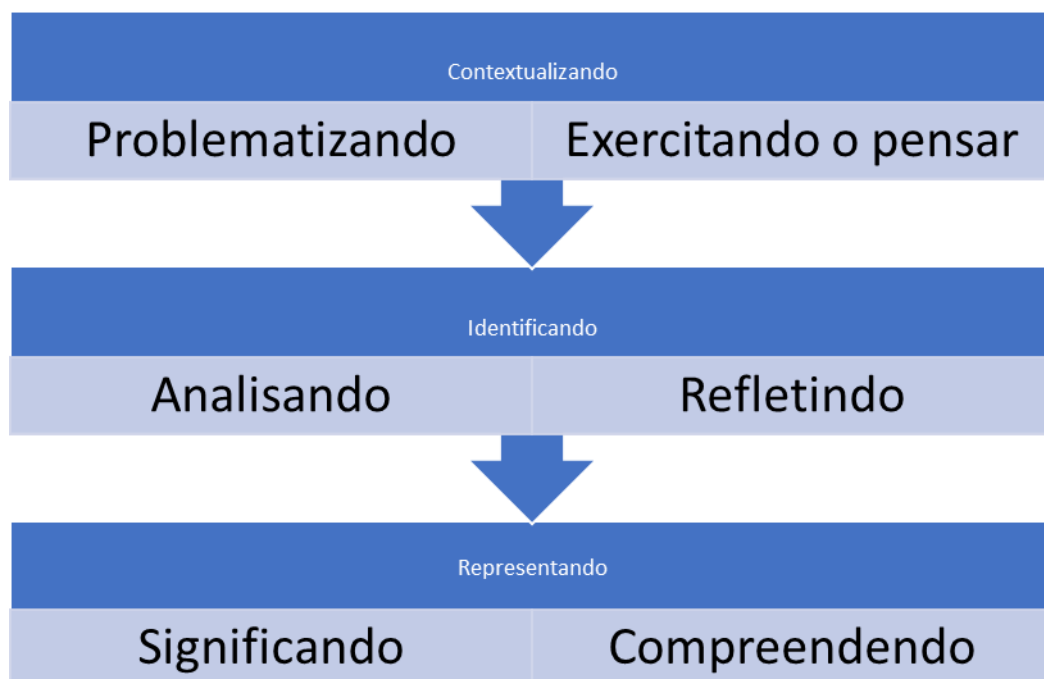 Contextualizando
Problematizando
Exercitando o pensar
Identificando
Analisando
Refletindo
Representando
Significando
Compreendendo